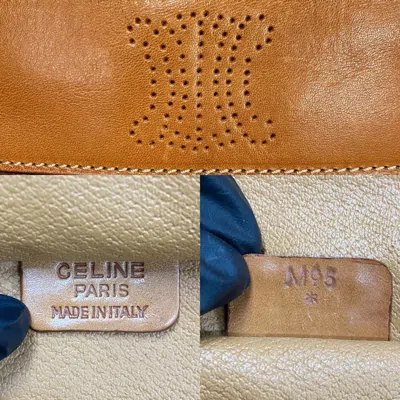 CELINE
PARIS
MADE IN ITALY
M95
*